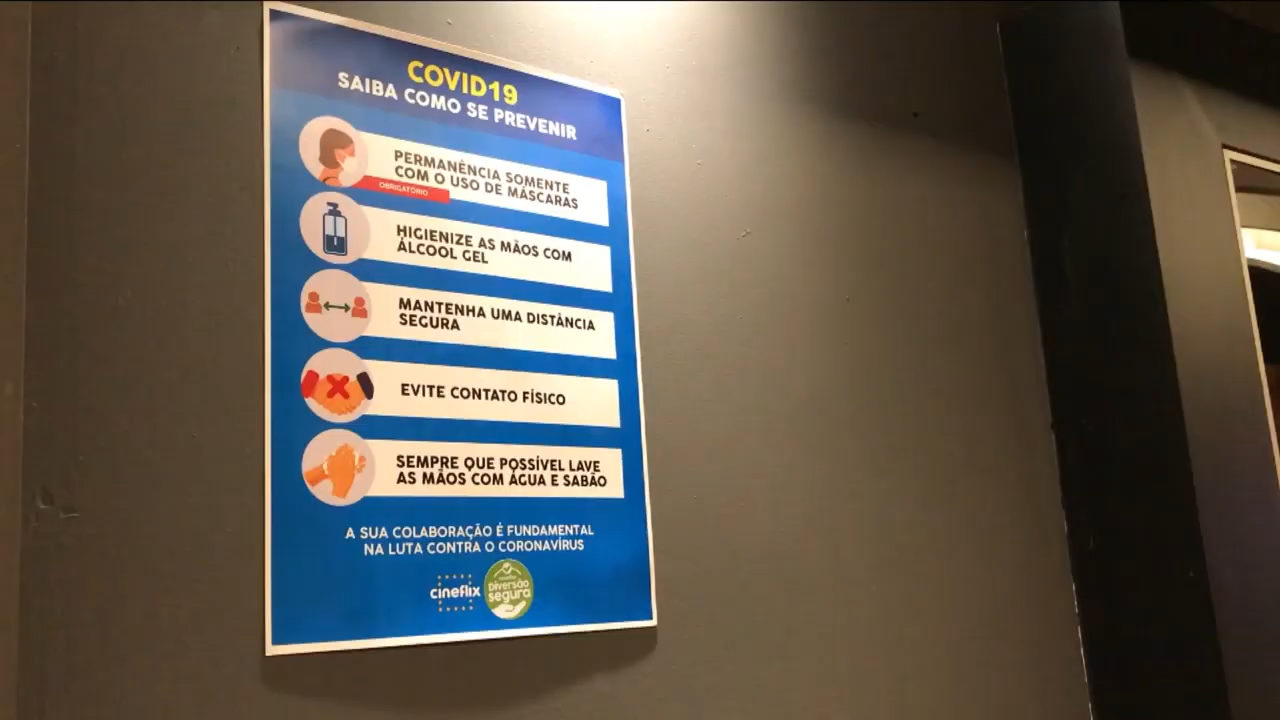 COVID19
SAIBA COMO SE PREVENIR
PERMANÊNCIA SOMENTE
COM O USO DE MÁSCARAS
OBRIGATÓRIO
HIGIENIZE AS MÃOS COM
ÁLCOOL GEL
MANTENHA UMA DISTÂNCIA
SEGURA
EVITE CONTATO FÍSICO
SEMPRE QUE POSSÍVEL LAVE
AS MÃOS COM ÁGUA E SABÃO
A SUA COLABORAÇÃO É FUNDAMENTAL
NA LUTA CONTRA O CORONAVÍRUS
cineflix
Diversão
segura